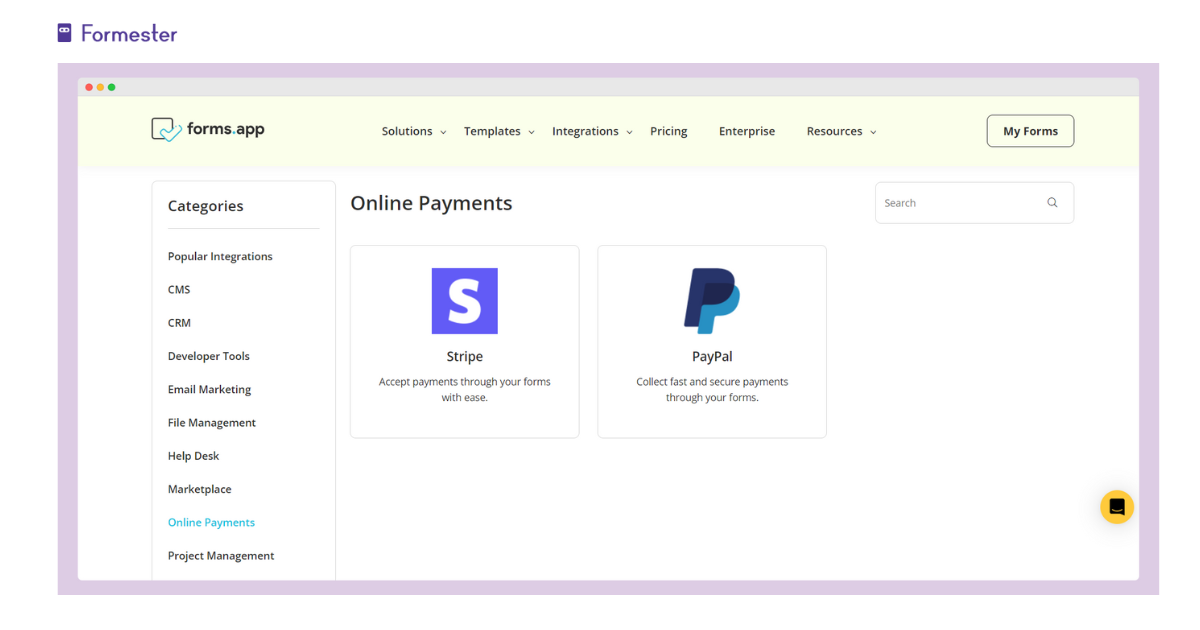 Formester
forms.app
Solutions
Templates
Integrations
Pricing
Enterprise
Resources
My Forms
Categories
Popular Integrations
CMS
CRM
Developer Tools
Email Marketing
File Management
Help Desk
Marketplace
Online Payments
Project Management
Online Payments
Search
Stripe
Accept payments through your forms
with ease.
PayPal
Collect fast and secure payments
through your forms.